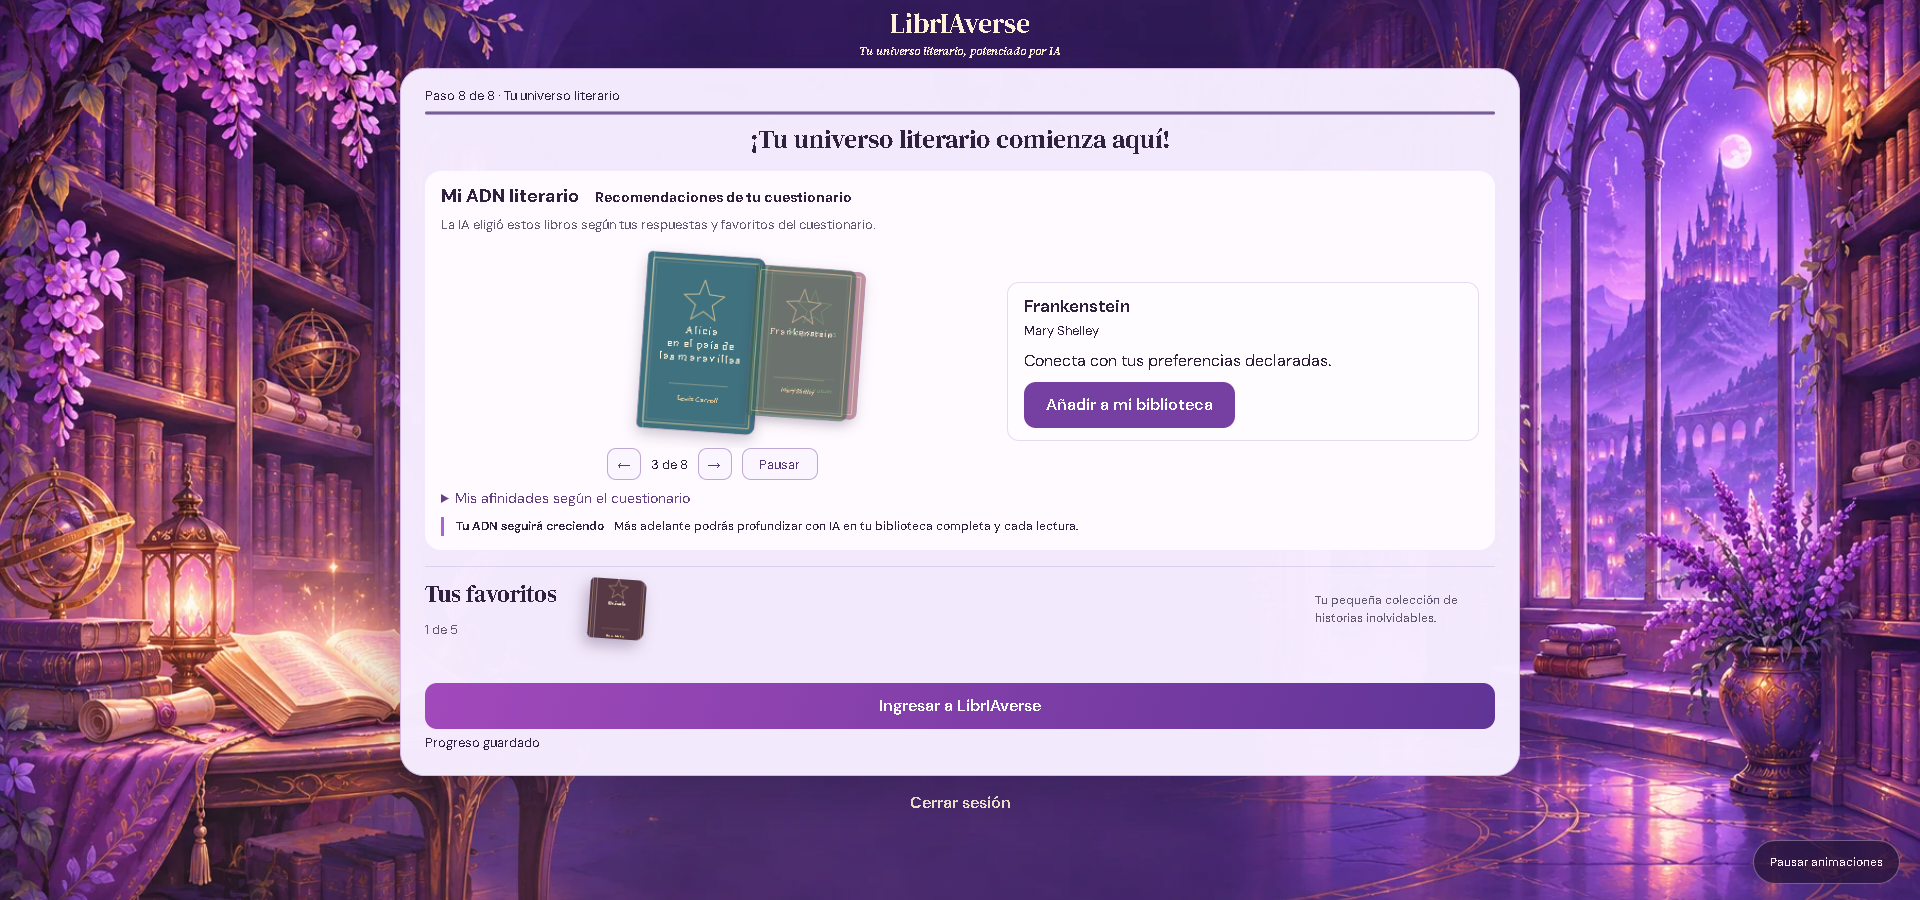 LibrIAverse
Tu universo literario, potenciado por IA
Paso 8 de 8 · Tu universo literario
¡Tu universo literario comienza aquí!
Mi ADN literario Recomendaciones de tu cuestionario
La IA eligió estos libros según tus respuestas y favoritos del cuestionario.
Alicia
en el país de
las maravillas
Lewis Carroll
Frankenstein
Mary Shelley
Frankenstein
Mary Shelley
Conecta con tus preferencias declaradas.
Añadir a mi biblioteca
← 3 de 8 → Pausar
▶ Mis afinidades según el cuestionario
Tu ADN seguirá creciendo Más adelante podrás profundizar con IA en tu biblioteca completa y cada lectura.
Tus favoritos
1 de 5
Tu pequeña colección de
historias inolvidables.
Ingresar a LibrIAverse
Progreso guardado
Cerrar sesión
Pausar animaciones